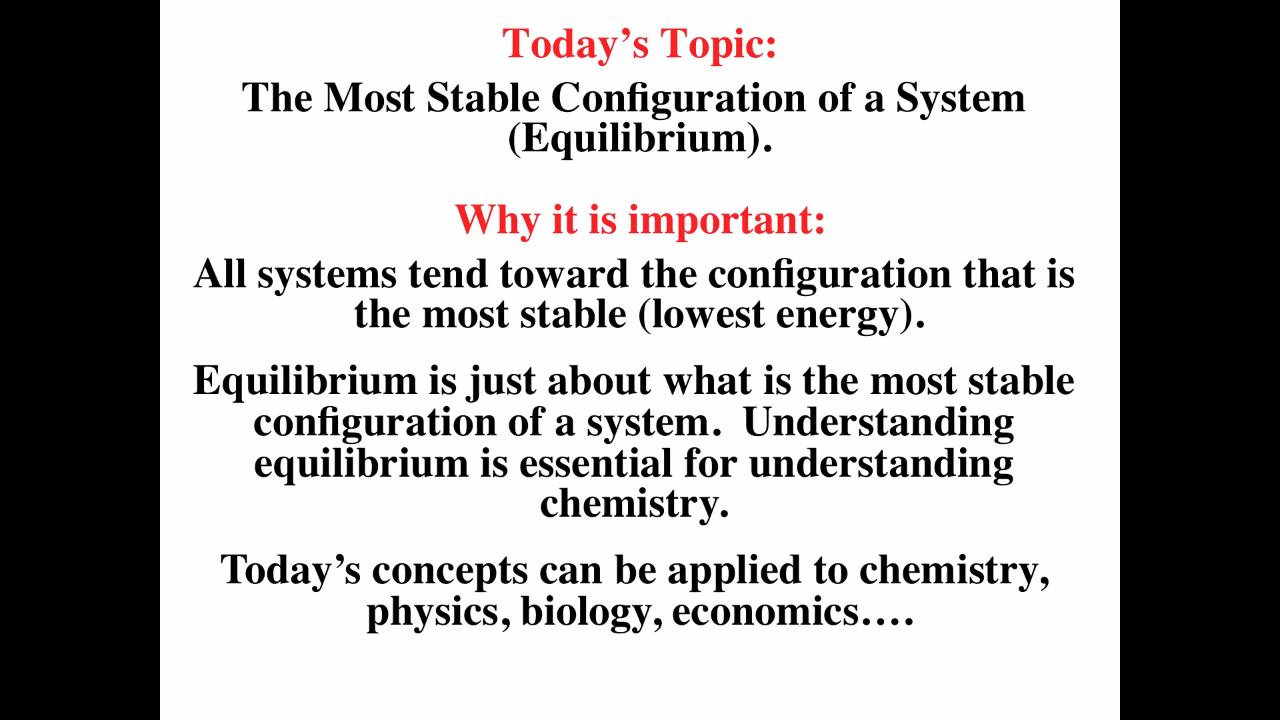 Today’s Topic:
The Most Stable Configuration of a System
(Equilibrium).
Why it is important:
All systems tend toward the configuration that is
the most stable (lowest energy).
Equilibrium is just about what is the most stable
configuration of a system.  Understanding
equilibrium is essential for understanding
chemistry.
Today’s concepts can be applied to chemistry,
physics, biology, economics….